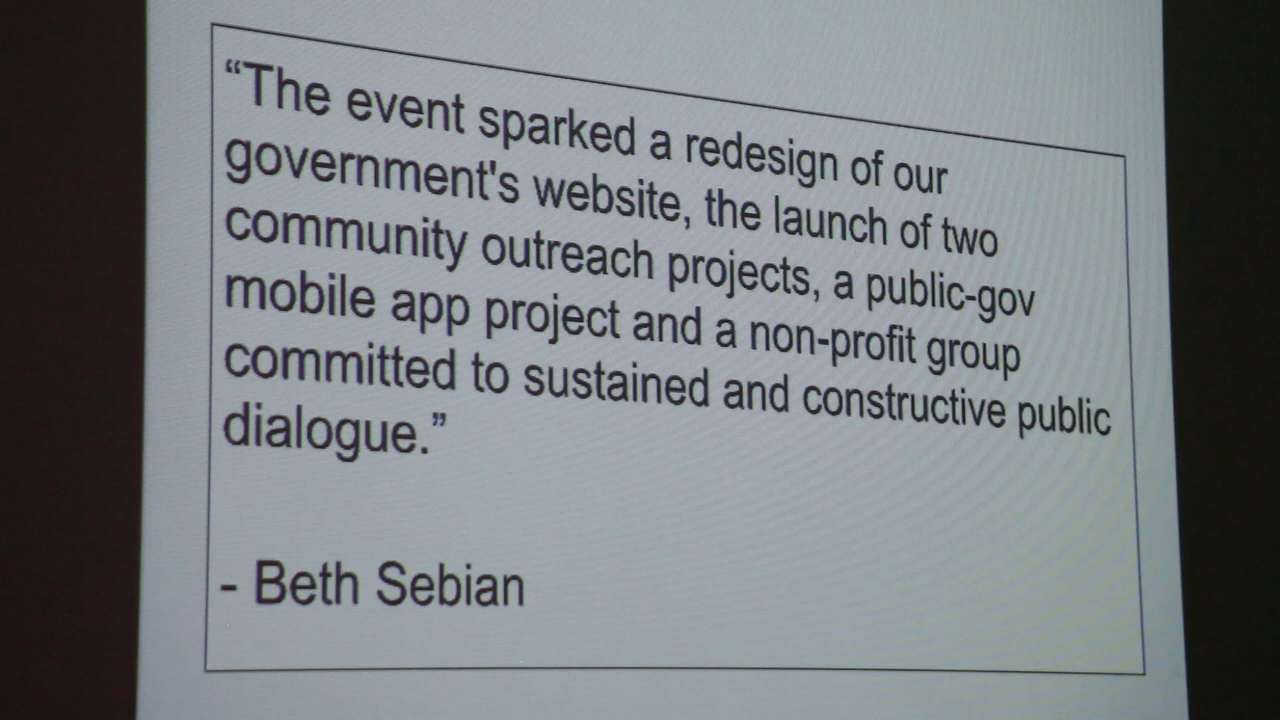 “The event sparked a redesign of our
government's website, the launch of two
community outreach projects, a public-gov
mobile app project and a non-profit group
committed to sustained and constructive public
dialogue.”
- Beth Sebian